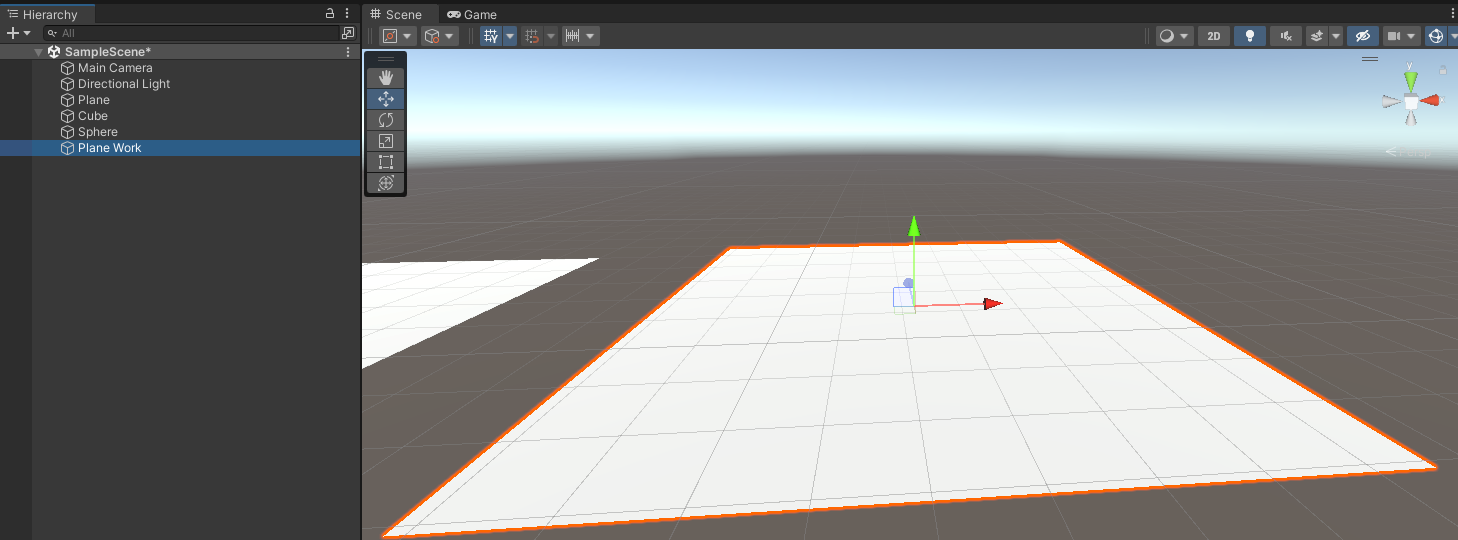 Hierarchy
All
SampleScene*
Main Camera
Directional Light
Plane
Cube
Sphere
Plane Work
Scene
Game
2D
y
x
Persp